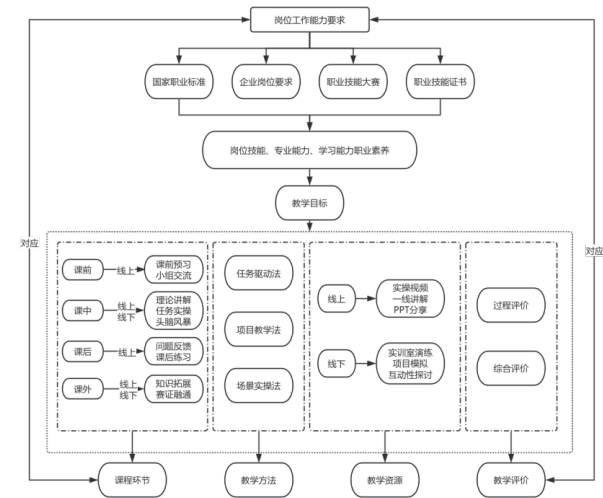 岗位工作能力要求
国家职业标准
企业岗位要求
职业技能大赛
职业技能证书
岗位技能、专业能力、学习能力职业素养
教学目标
对应
对应
课前
线上
课前预习
小组交流
课中
线上
线下
理论讲解
任务实操
头脑风暴
课后
线上
问题反馈
课后练习
课外
线上
线下
知识拓展
赛证融通
任务驱动法
项目教学法
场景实操法
线上
实操视频
一线讲解
PPT分享
线下
实训室演练
项目模拟
互动性探讨
过程评价
综合评价
课程环节
教学方法
教学资源
教学评价